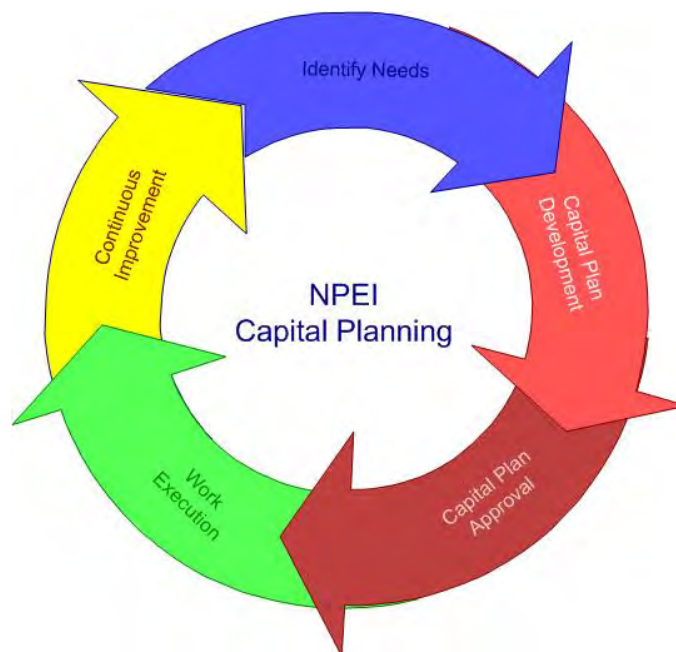 Identify Needs
Capital Plan
Development
Capital Plan
Approval
Work
Execution
Continuous
Improvement
NPEI
Capital Planning